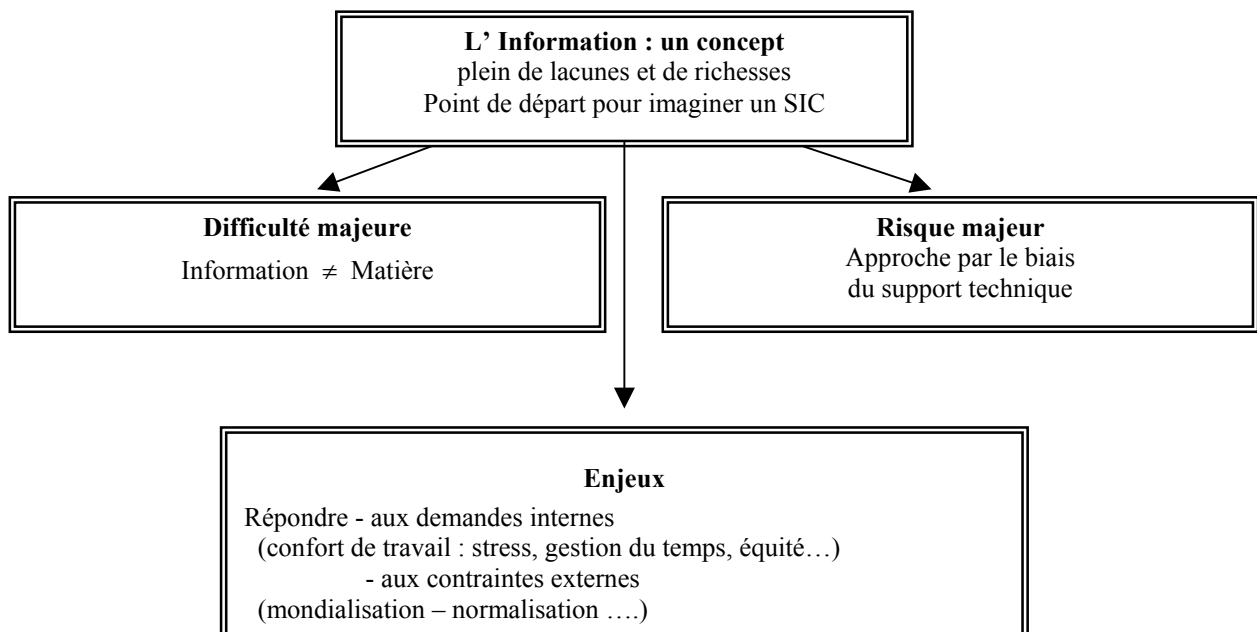 L’ Information : un concept
plein de lacunes et de richesses
Point de départ pour imaginer un SIC
Difficulté majeure
Information ≠ Matière
Risque majeur
Approche par le biais
du support technique
Enjeux
Répondre - aux demandes internes
(confort de travail : stress, gestion du temps, équité…)
- aux contraintes externes
(mondialisation – normalisation ….)